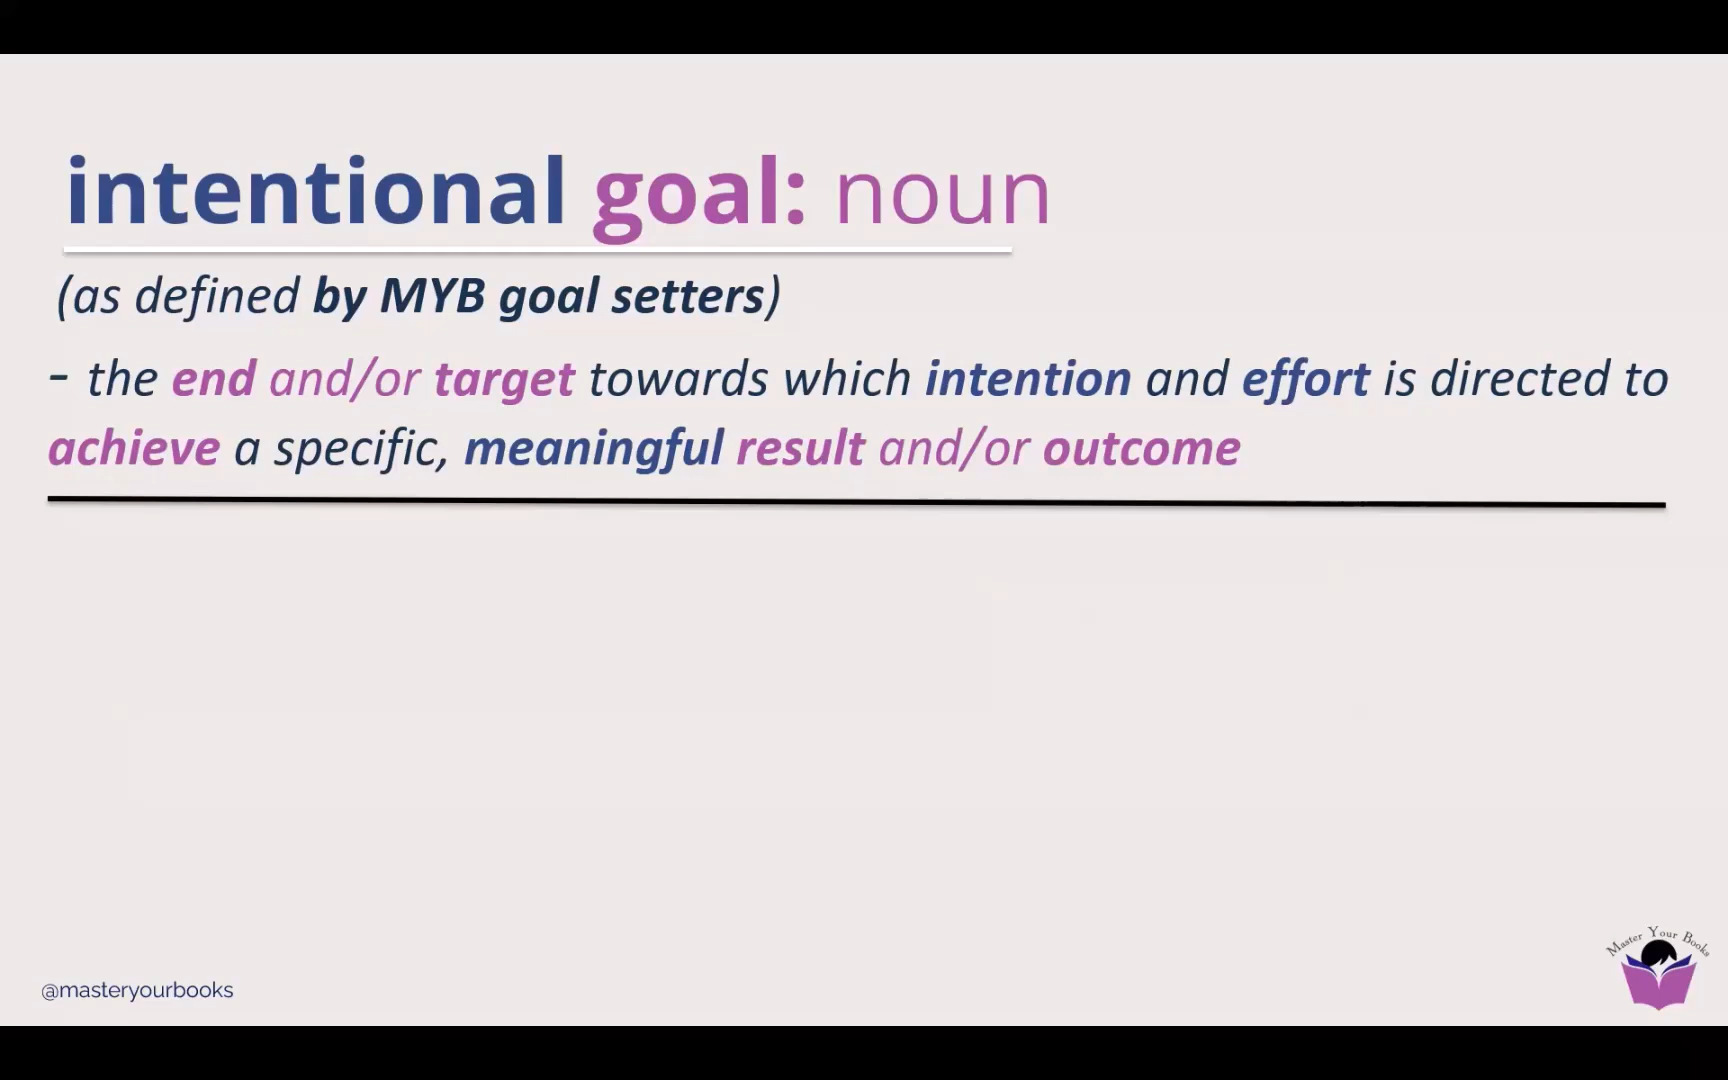 intentional goal: noun
(as defined by MYB goal setters)
- the end and/or target towards which intention and effort is directed to
achieve a specific, meaningful result and/or outcome
Master Your Books
@masteryourbooks